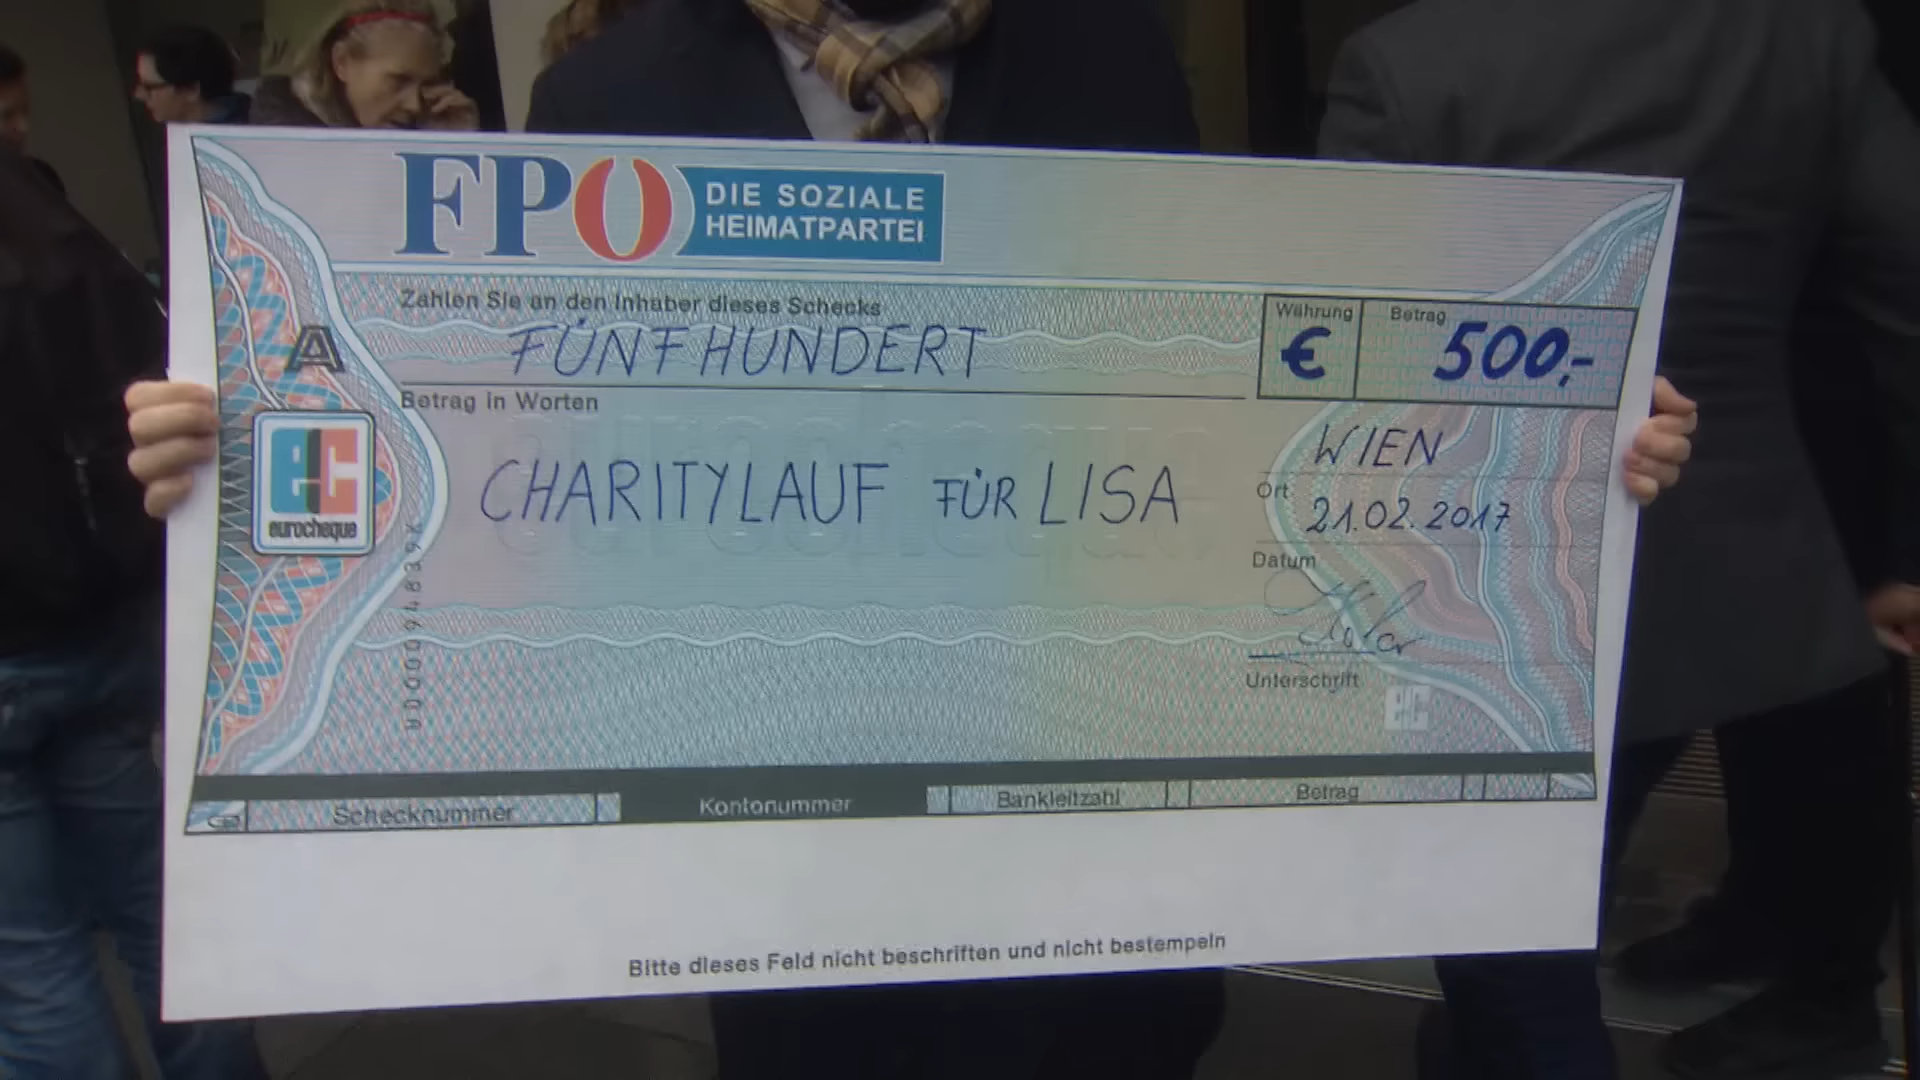 FPÖ DIE SOZIALE
HEIMATPARTEI
Zahlen Sie an den Inhaber dieses Schecks
FÜNFHUNDERT
Währung
€
Betrag
500,-
Betrag in Worten
CHARITYLAUF FÜR LISA
WIEN
Ort
21.02.2017
Datum
Unterschrift
ec
A
ec
eurocheque
Schecknummer
Kontonummer
Bankleitzahl
Betrag
Bitte dieses Feld nicht beschriften und nicht bestempeln